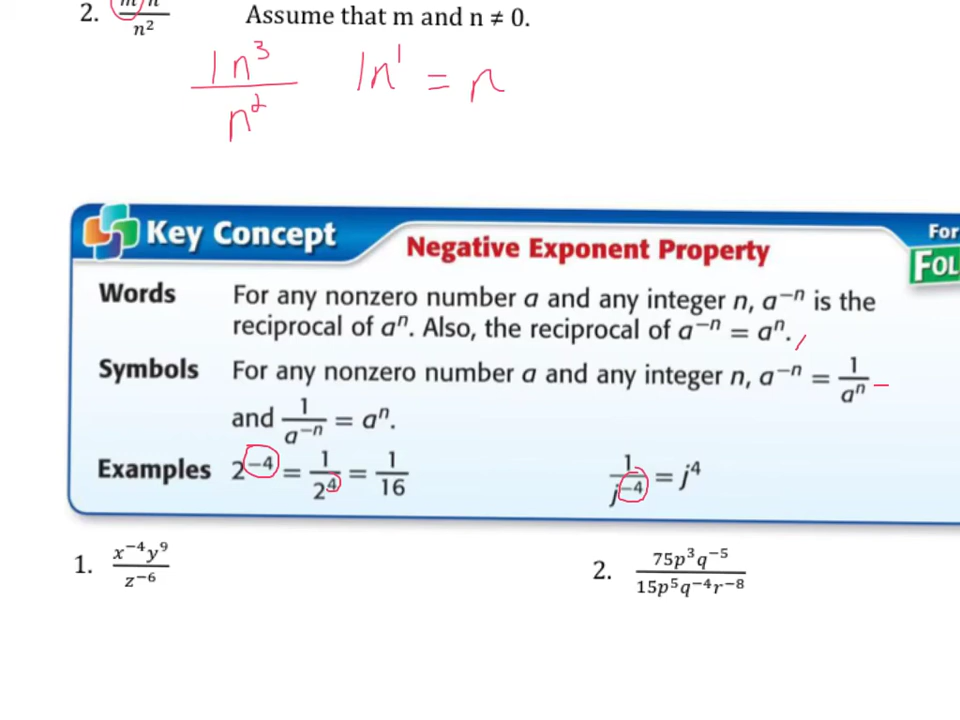 2. m n / n² Assume that m and n ≠ 0.
1n³ / n² 1n¹ = n
Key Concept Negative Exponent Property For
FOL
Words For any nonzero number a and any integer n, a⁻ⁿ is the
reciprocal of aⁿ. Also, the reciprocal of a⁻ⁿ = aⁿ.
Symbols For any nonzero number a and any integer n, a⁻ⁿ = 1/aⁿ
and 1/a⁻ⁿ = aⁿ.
Examples 2⁻⁴ = 1/2⁴ = 1/16 1/j⁻⁴ = j⁴
1. x⁻⁴y⁹ / z⁻⁶ 2. 75p³q⁻⁵ / 15p⁵q⁻⁴r⁻⁸